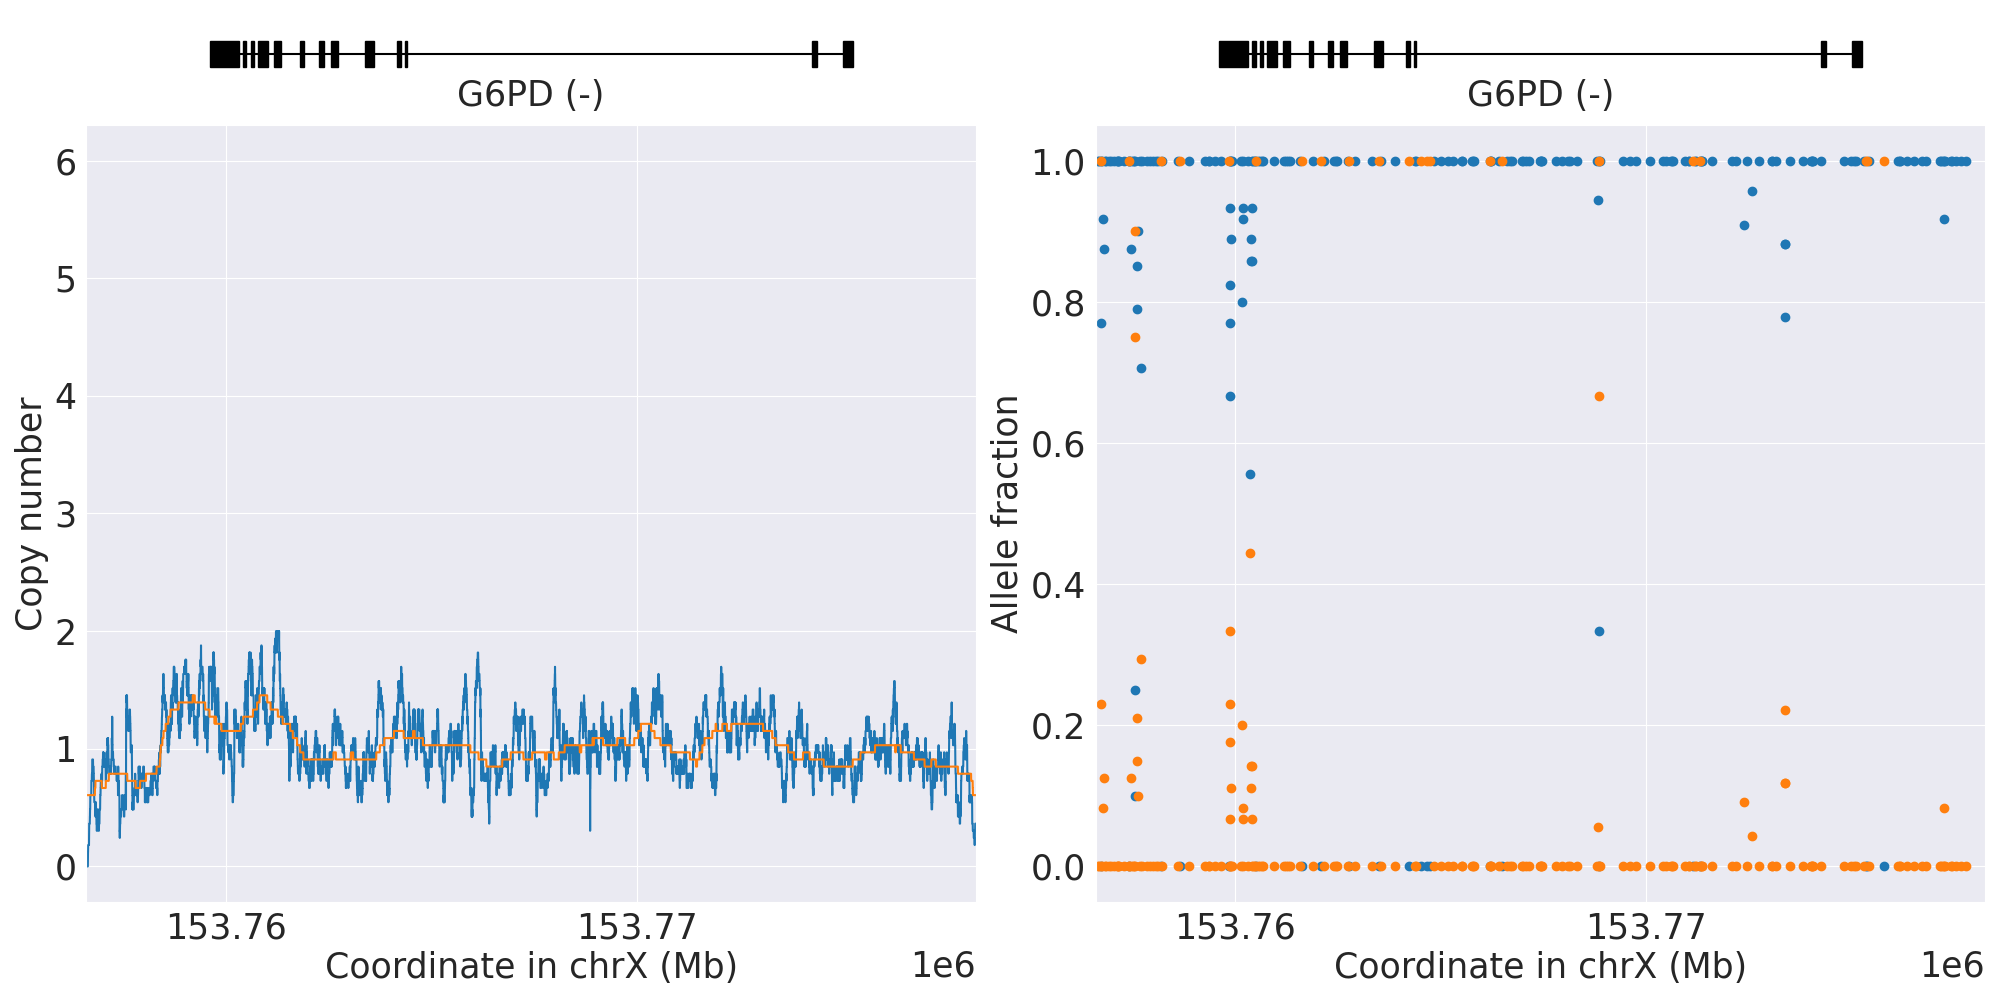 G6PD (-)
6
5
4
3
2
1
0
Copy number
153.76
153.77
Coordinate in chrX (Mb)
1e6
G6PD (-)
1.0
0.8
0.6
0.4
0.2
0.0
Allele fraction
153.76
153.77
Coordinate in chrX (Mb)
1e6